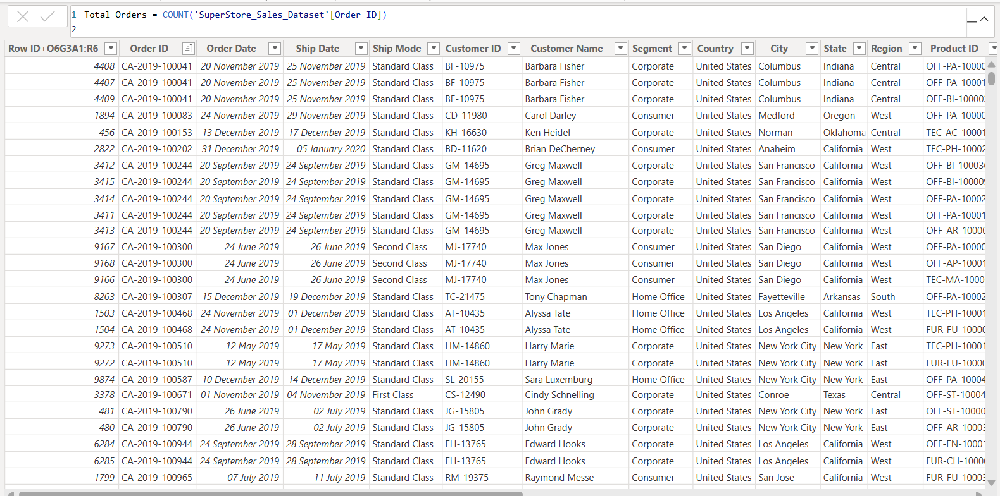 1 Total Orders = COUNT('SuperStore_Sales_Dataset'[Order ID])
2
Row ID+O6G3A1:R6 Order ID Order Date Ship Date Ship Mode Customer ID Customer Name Segment Country City State Region Product ID
4408 CA-2019-100041 20 November 2019 25 November 2019 Standard Class BF-10975 Barbara Fisher Corporate United States Columbus Indiana Central OFF-PA-10000
4407 CA-2019-100041 20 November 2019 25 November 2019 Standard Class BF-10975 Barbara Fisher Corporate United States Columbus Indiana Central OFF-PA-10001
4409 CA-2019-100041 20 November 2019 25 November 2019 Standard Class BF-10975 Barbara Fisher Corporate United States Columbus Indiana Central OFF-BI-10003
1894 CA-2019-100083 24 November 2019 29 November 2019 Standard Class CD-11980 Carol Darley Consumer United States Medford Oregon West OFF-PA-10000
456 CA-2019-100153 13 December 2019 17 December 2019 Standard Class KH-16630 Ken Heidel Corporate United States Norman Oklahoma Central TEC-AC-10001
2822 CA-2019-100202 31 December 2019 05 January 2020 Standard Class BD-11620 Brian DeCherney Consumer United States Anaheim California West TEC-PH-10002
3412 CA-2019-100244 20 September 2019 24 September 2019 Standard Class GM-14695 Greg Maxwell Corporate United States San Francisco California West OFF-BI-10003
3415 CA-2019-100244 20 September 2019 24 September 2019 Standard Class GM-14695 Greg Maxwell Corporate United States San Francisco California West OFF-BI-10000
3414 CA-2019-100244 20 September 2019 24 September 2019 Standard Class GM-14695 Greg Maxwell Corporate United States San Francisco California West OFF-PA-10002
3411 CA-2019-100244 20 September 2019 24 September 2019 Standard Class GM-14695 Greg Maxwell Corporate United States San Francisco California West OFF-PA-10001
3413 CA-2019-100244 20 September 2019 24 September 2019 Standard Class GM-14695 Greg Maxwell Corporate United States San Francisco California West OFF-AR-1000
9167 CA-2019-100300 24 June 2019 26 June 2019 Second Class MJ-17740 Max Jones Consumer United States San Diego California West OFF-PA-10000
9168 CA-2019-100300 24 June 2019 26 June 2019 Second Class MJ-17740 Max Jones Consumer United States San Diego California West OFF-AP-10001
9166 CA-2019-100300 24 June 2019 26 June 2019 Second Class MJ-17740 Max Jones Consumer United States San Diego California West TEC-MA-1000
8263 CA-2019-100307 15 December 2019 19 December 2019 Standard Class TC-21475 Tony Chapman Home Office United States Fayetteville Arkansas South OFF-PA-10002
1503 CA-2019-100468 24 November 2019 01 December 2019 Standard Class AT-10435 Alyssa Tate Home Office United States Los Angeles California West TEC-PH-10001
1504 CA-2019-100468 24 November 2019 01 December 2019 Standard Class AT-10435 Alyssa Tate Home Office United States Los Angeles California West FUR-FU-10000
9273 CA-2019-100510 12 May 2019 17 May 2019 Standard Class HM-14860 Harry Marie Corporate United States New York City New York East TEC-PH-10001
9272 CA-2019-100510 12 May 2019 17 May 2019 Standard Class HM-14860 Harry Marie Corporate United States New York City New York East FUR-FU-10000
9874 CA-2019-100587 10 December 2019 14 December 2019 Standard Class SL-20155 Sara Luxemburg Home Office United States New York City New York East OFF-PA-10004
3378 CA-2019-100671 01 November 2019 04 November 2019 First Class CS-12490 Cindy Schnelling Corporate United States Conroe Texas Central OFF-ST-10004
481 CA-2019-100790 26 June 2019 02 July 2019 Standard Class JG-15805 John Grady Corporate United States New York City New York East OFF-ST-10000
480 CA-2019-100790 26 June 2019 02 July 2019 Standard Class JG-15805 John Grady Corporate United States New York City New York East OFF-AR-10003
6284 CA-2019-100944 24 September 2019 28 September 2019 Standard Class EH-13765 Edward Hooks Corporate United States Los Angeles California West OFF-EN-10001
6285 CA-2019-100944 24 September 2019 28 September 2019 Standard Class EH-13765 Edward Hooks Corporate United States Los Angeles California West FUR-CH-1000
1799 CA-2019-100965 07 July 2019 11 July 2019 Standard Class RM-19375 Raymond Messe Consumer United States San Jose California West FUR-FU-10003